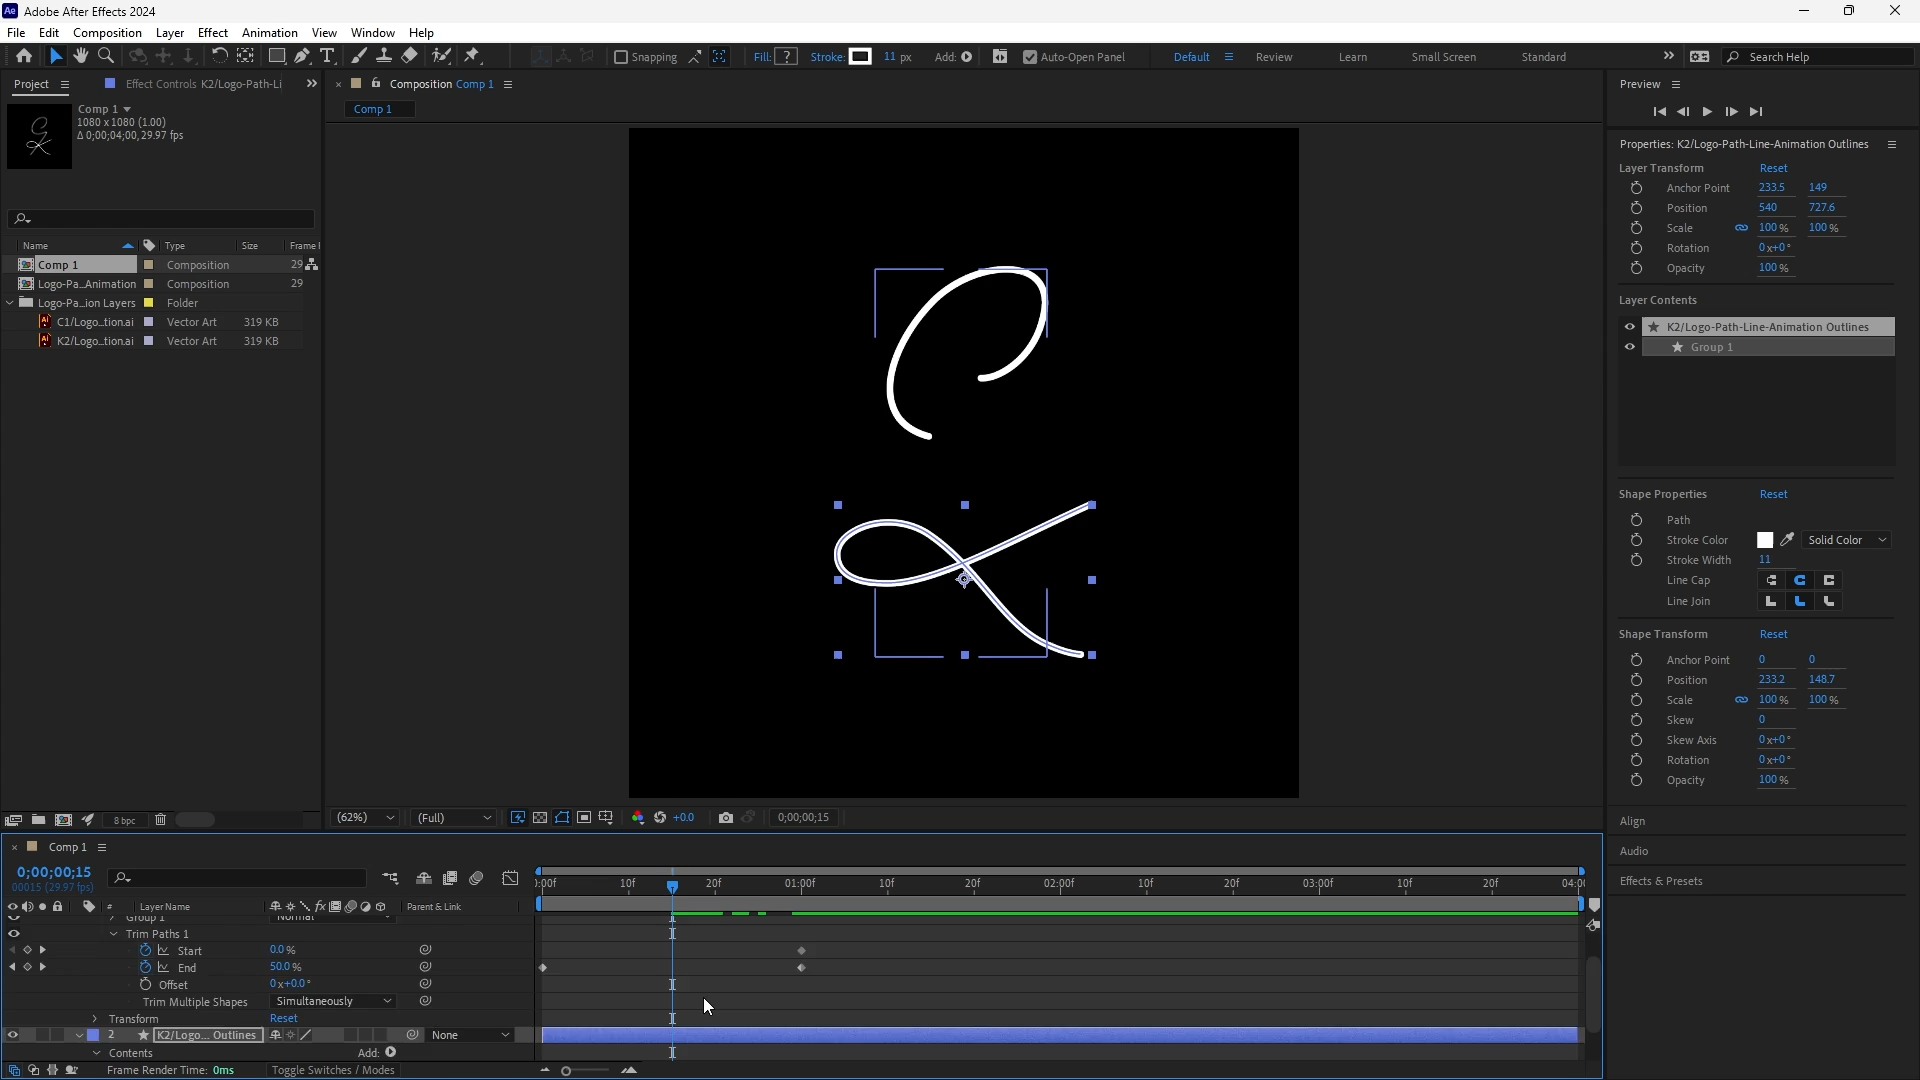 Ae Adobe After Effects 2024
File Edit Composition Layer Effect Animation View Window Help
Snapping Fill: ? Stroke: 11 px Add: Auto-Open Panel Default Review Learn Small Screen Standard Search Help
Project Effect Controls K2/Logo-Path-Li
Comp 1
1080 x 1080 (1.00)
Δ 0;00;04;00, 29.97 fps
Name Type Size Frame
Comp 1 Composition 29
Logo-Pa...Animation Composition 29
Logo-Pa...ion Layers Folder
C1/Logo...tion.ai Vector Art 319 KB
K2/Logo...tion.ai Vector Art 319 KB
8 bpc
Composition Comp 1
Comp 1
(62%) (Full) +0.0 0;00;00;15
Preview
Properties: K2/Logo-Path-Line-Animation Outlines
Layer Transform Reset
Anchor Point 233.5 149
Position 540 727.6
Scale 100 % 100 %
Rotation 0x+0°
Opacity 100 %
Layer Contents
K2/Logo-Path-Line-Animation Outlines
Group 1
Shape Properties Reset
Path
Stroke Color Solid Color
Stroke Width 11
Line Cap
Line Join
Shape Transform Reset
Anchor Point 0 0
Position 233.2 148.7
Scale 100 % 100 %
Skew 0
Skew Axis 0x+0°
Rotation 0x+0°
Opacity 100 %
Align
Audio
Effects & Presets
Comp 1
0;00;00;15
00015 (29.97 fps)
:00f 10f 20f 01:00f 10f 20f 02:00f 10f 20f 03:00f 10f 20f 04:00
# Layer Name fx Parent & Link
Group 1 Normal
Trim Paths 1
Start 0.0 %
End 50.0 %
Offset 0x+0.0°
Trim Multiple Shapes Simultaneously
Transform Reset
2 K2/Logo... Outlines None
Contents Add:
Frame Render Time: 0ms Toggle Switches / Modes